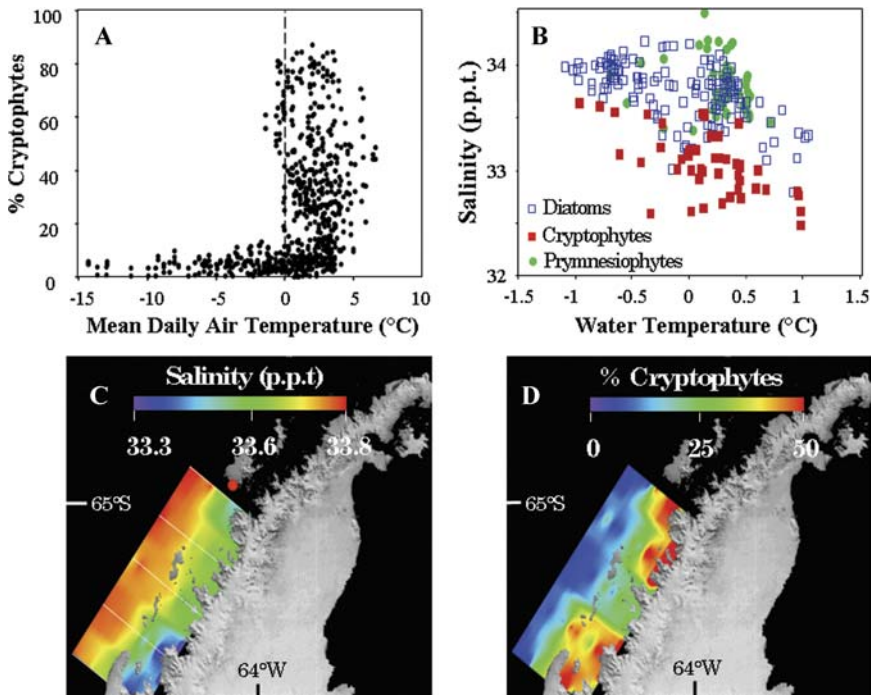 A
% Cryptophytes
100
80
60
40
20
0
-15 -10 -5 0 5 10
Mean Daily Air Temperature (°C)
B
Salinity (p.p.t.)
34
33
32
Diatoms
Cryptophytes
Prymnesiophytes
-1.5 -1 -0.5 0 0.5 1 1.5
Water Temperature (°C)
C
Salinity (p.p.t)
33.3 33.6 33.8
65°S
64°W
D
% Cryptophytes
0 25 50
65°S
64°W